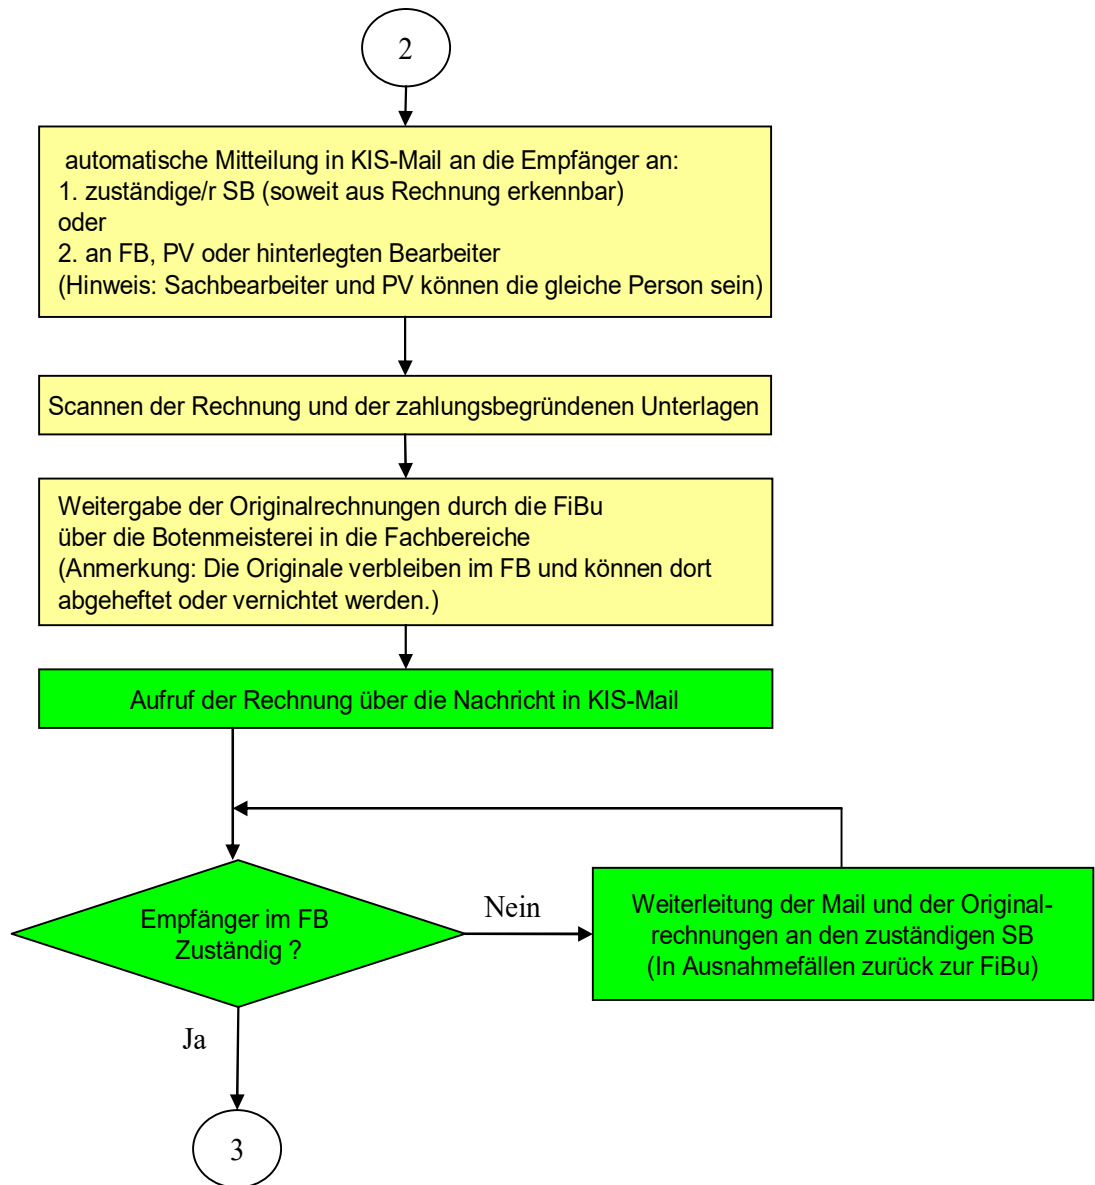 2
automatische Mitteilung in KIS-Mail an die Empfänger an:
1. zuständige/r SB (soweit aus Rechnung erkennbar)
oder
2. an FB, PV oder hinterlegten Bearbeiter
(Hinweis: Sachbearbeiter und PV können die gleiche Person sein)
Scannen der Rechnung und der zahlungsbegründenen Unterlagen
Weitergabe der Originalrechnungen durch die FiBu
über die Botenmeisterei in die Fachbereiche
(Anmerkung: Die Originale verbleiben im FB und können dort
abgeheftet oder vernichtet werden.)
Aufruf der Rechnung über die Nachricht in KIS-Mail
Empfänger im FB
Zuständig ?
Nein
Weiterleitung der Mail und der Original-
rechnungen an den zuständigen SB
(In Ausnahmefällen zurück zur FiBu)
Ja
3